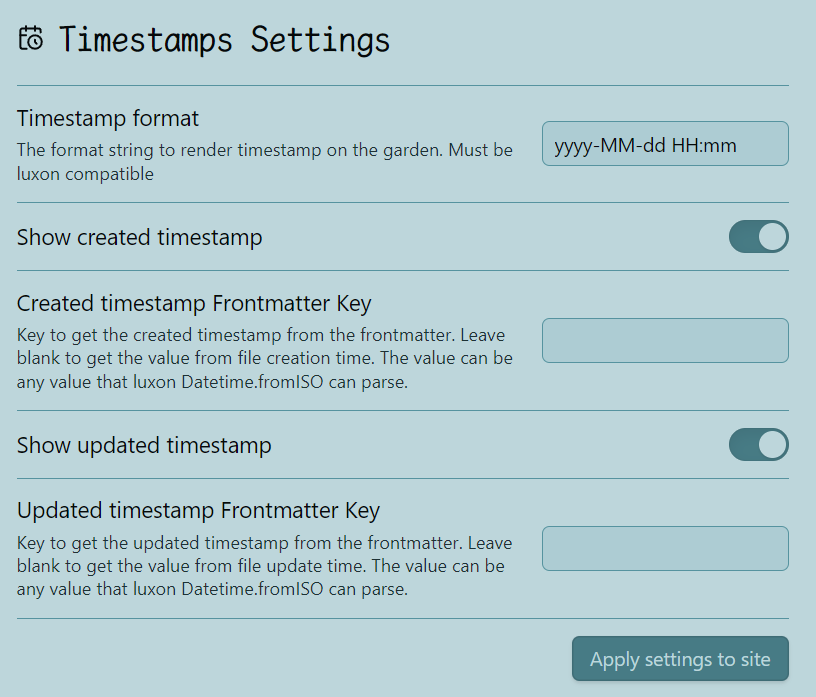 Timestamps Settings
Timestamp format
The format string to render timestamp on the garden. Must be
luxon compatible
yyyy-MM-dd HH:mm
Show created timestamp
Created timestamp Frontmatter Key
Key to get the created timestamp from the frontmatter. Leave
blank to get the value from file creation time. The value can be
any value that luxon Datetime.fromISO can parse.
Show updated timestamp
Updated timestamp Frontmatter Key
Key to get the updated timestamp from the frontmatter. Leave
blank to get the value from file update time. The value can be
any value that luxon Datetime.fromISO can parse.
Apply settings to site